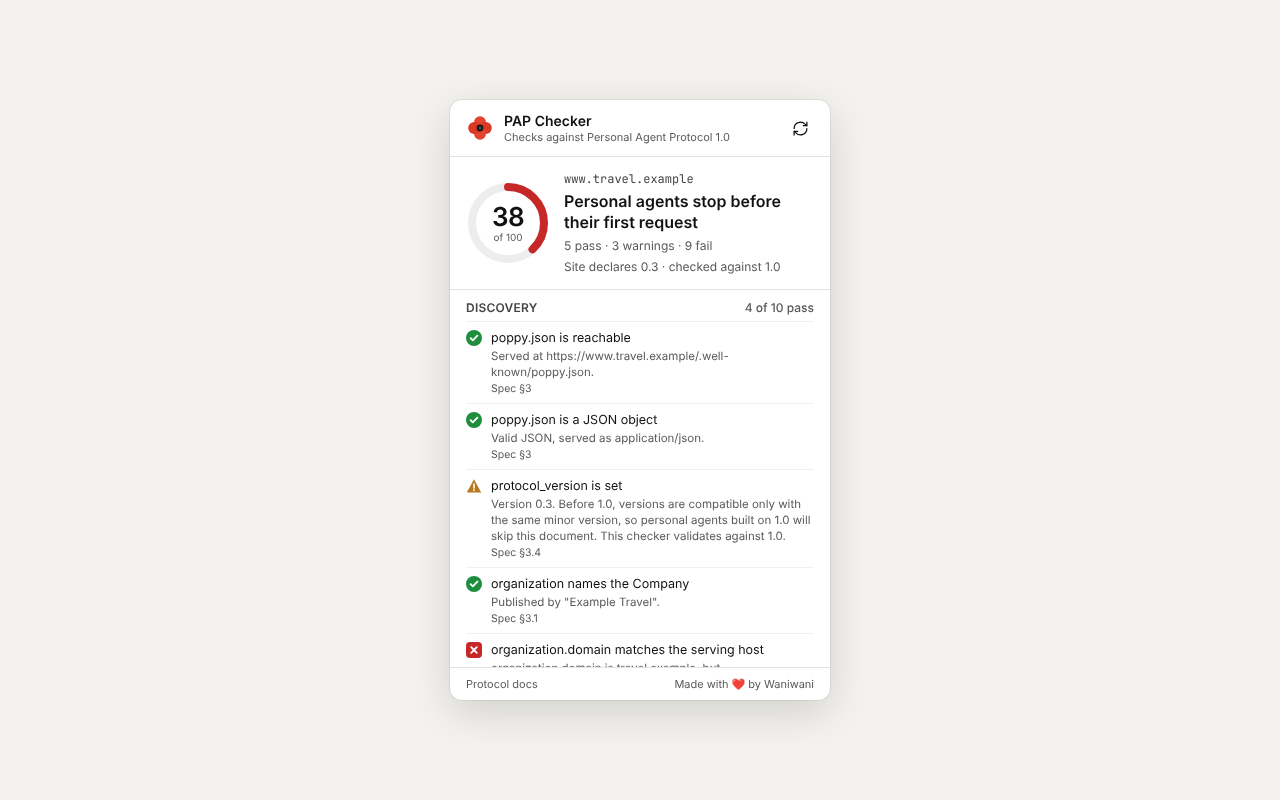 PAP Checker
Checks against Personal Agent Protocol 1.0
38
of 100
www.travel.example
Personal agents stop before
their first request
5 pass · 3 warnings · 9 fail
Site declares 0.3 · checked against 1.0
DISCOVERY
4 of 10 pass
poppy.json is reachable
Served at https://www.travel.example/.well-
known/poppy.json.
Spec §3
poppy.json is a JSON object
Valid JSON, served as application/json.
Spec §3
protocol_version is set
Version 0.3. Before 1.0, versions are compatible only with
the same minor version, so personal agents built on 1.0 will
skip this document. This checker validates against 1.0.
Spec §3.4
organization names the Company
Published by "Example Travel".
Spec §3.1
organization.domain matches the serving host
Protocol docs
Made with ❤️ by Waniwani